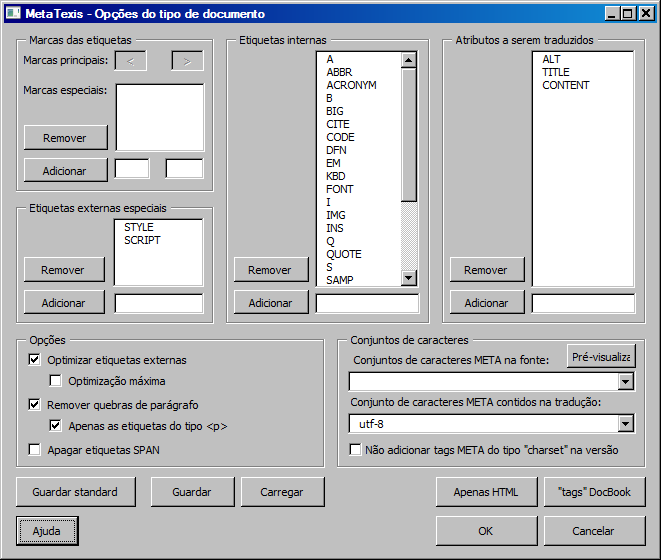 MetaTexis - Opções do tipo de documento
Marcas das etiquetas
Marcas principais:
<
>
Marcas especiais:
Remover
Adicionar
Etiquetas externas especiais
STYLE
SCRIPT
Remover
Adicionar
Etiquetas internas
A
ABBR
ACRONYM
B
BIG
CITE
CODE
DFN
EM
KBD
FONT
I
IMG
INS
Q
QUOTE
S
SAMP
Remover
Adicionar
Atributos a serem traduzidos
ALT
TITLE
CONTENT
Remover
Adicionar
Opções
Optimizar etiquetas externas
Optimização máxima
Remover quebras de parágrafo
Apenas as etiquetas do tipo <p>
Apagar etiquetas SPAN
Conjuntos de caracteres
Conjuntos de caracteres META na fonte:
Pré-visualiza
Conjunto de caracteres META contidos na tradução:
utf-8
Não adicionar tags META do tipo "charset" na versão
Guardar standard
Guardar
Carregar
Apenas HTML
"tags" DocBook
Ajuda
OK
Cancelar